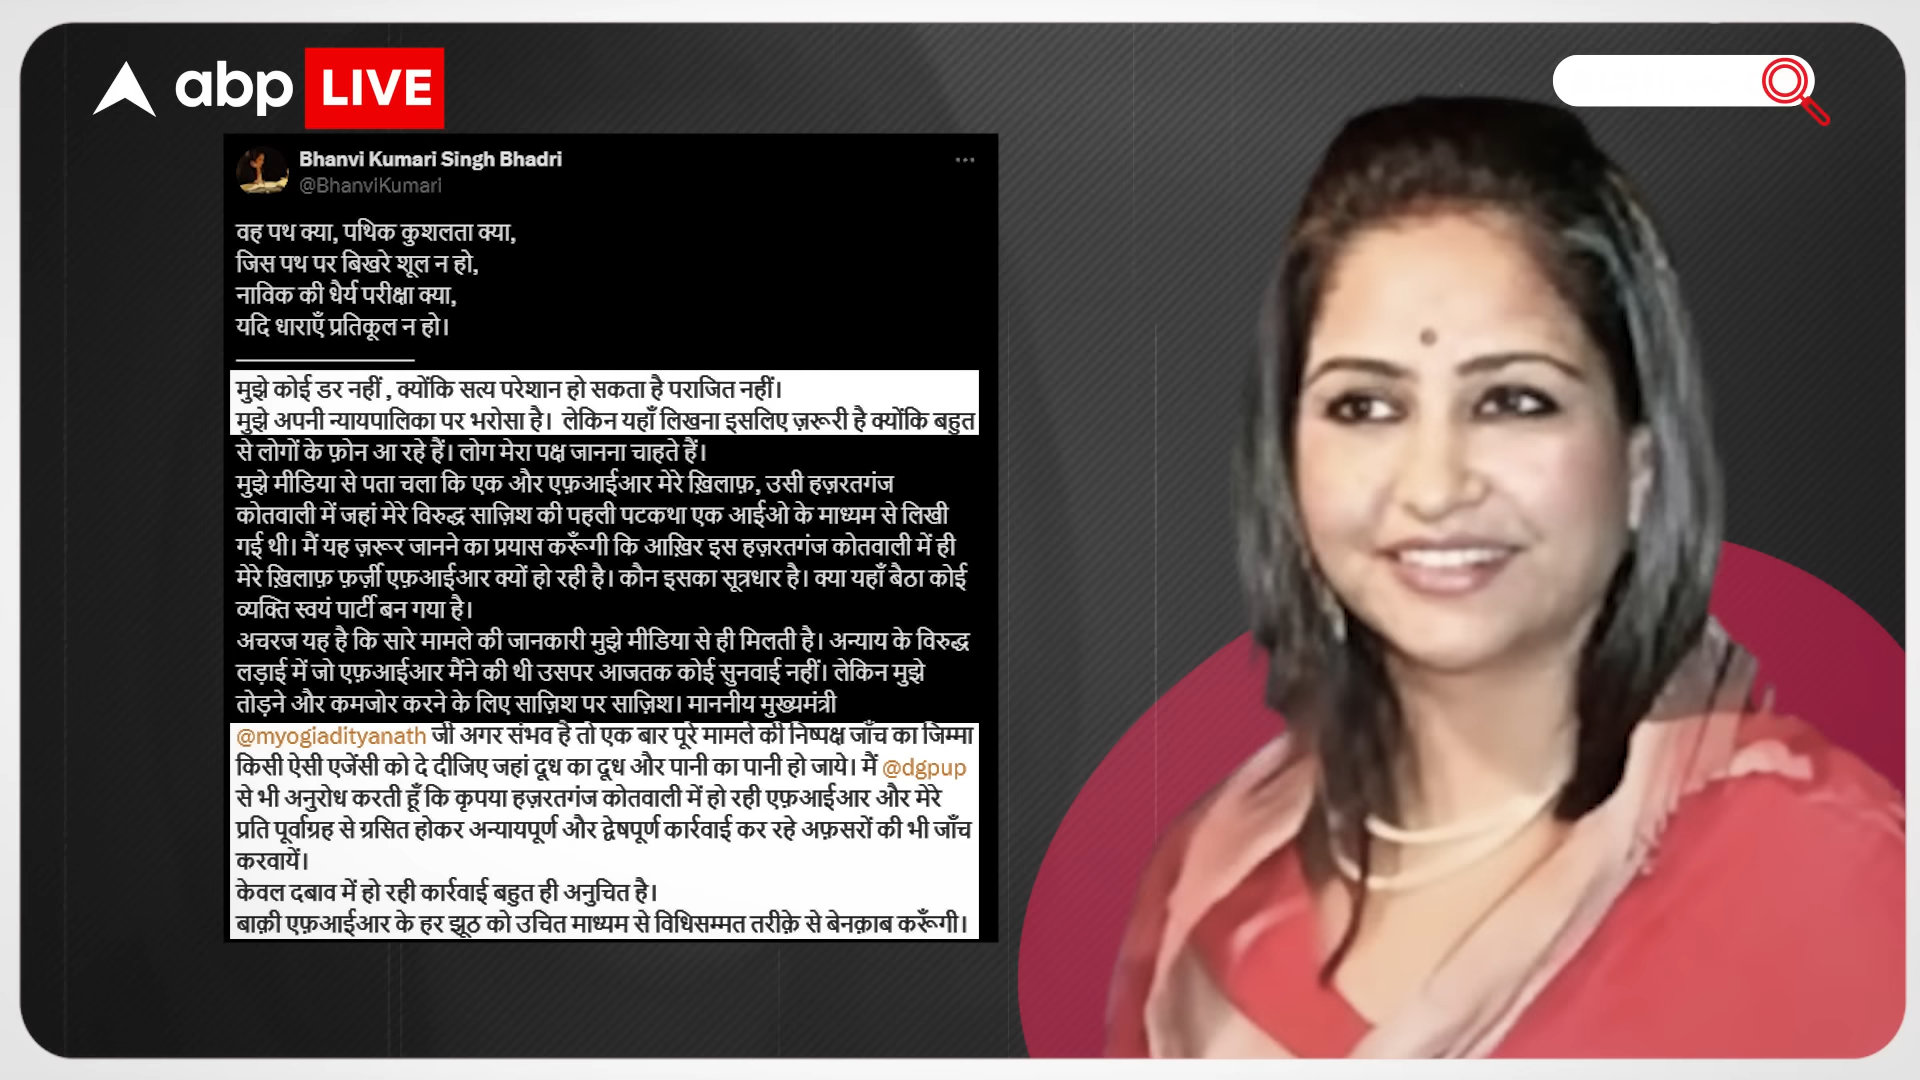 abp LIVE
Bhanvi Kumari Singh Bhadri
@BhanviKumari
वह पथ क्या, पथिक कुशलता क्या,
जिस पथ पर बिखरे शूल न हो,
नाविक की धैर्य परीक्षा क्या,
यदि धाराएँ प्रतिकूल न हो।
मुझे कोई डर नहीं , क्योंकि सत्य परेशान हो सकता है पराजित नहीं।
मुझे अपनी न्यायपालिका पर भरोसा है। लेकिन यहाँ लिखना इसलिए ज़रूरी है क्योंकि बहुत
से लोगों के फ़ोन आ रहे हैं। लोग मेरा पक्ष जानना चाहते हैं।
मुझे मीडिया से पता चला कि एक और एफ़आईआर मेरे ख़िलाफ़, उसी हज़रतगंज
कोतवाली में जहां मेरे विरुद्ध साज़िश की पहली पटकथा एक आईओ के माध्यम से लिखी
गई थी। मैं यह ज़रूर जानने का प्रयास करूँगी कि आख़िर इस हज़रतगंज कोतवाली में ही
मेरे ख़िलाफ़ फ़र्ज़ी एफ़आईआर क्यों हो रही है। कौन इसका सूत्रधार है। क्या यहाँ बैठा कोई
व्यक्ति स्वयं पार्टी बन गया है।
अचरज यह है कि सारे मामले की जानकारी मुझे मीडिया से ही मिलती है। अन्याय के विरुद्ध
लड़ाई में जो एफ़आईआर मैंने की थी उसपर आजतक कोई सुनवाई नहीं। लेकिन मुझे
तोड़ने और कमजोर करने के लिए साज़िश पर साज़िश। माननीय मुख्यमंत्री
@myogiadityanath जी अगर संभव है तो एक बार पूरे मामले की निष्पक्ष जाँच का जिम्मा
किसी ऐसी एजेंसी को दे दीजिए जहां दूध का दूध और पानी का पानी हो जाये। मैं @dgpup
से भी अनुरोध करती हूँ कि कृपया हज़रतगंज कोतवाली में हो रही एफ़आईआर और मेरे
प्रति पूर्वाग्रह से ग्रसित होकर अन्यायपूर्ण और द्वेषपूर्ण कार्रवाई कर रहे अफ़सरों की भी जाँच
करवायें।
केवल दबाव में हो रही कार्रवाई बहुत ही अनुचित है।
बाक़ी एफ़आईआर के हर झूठ को उचित माध्यम से विधिसम्मत तरीक़े से बेनक़ाब करूँगी।